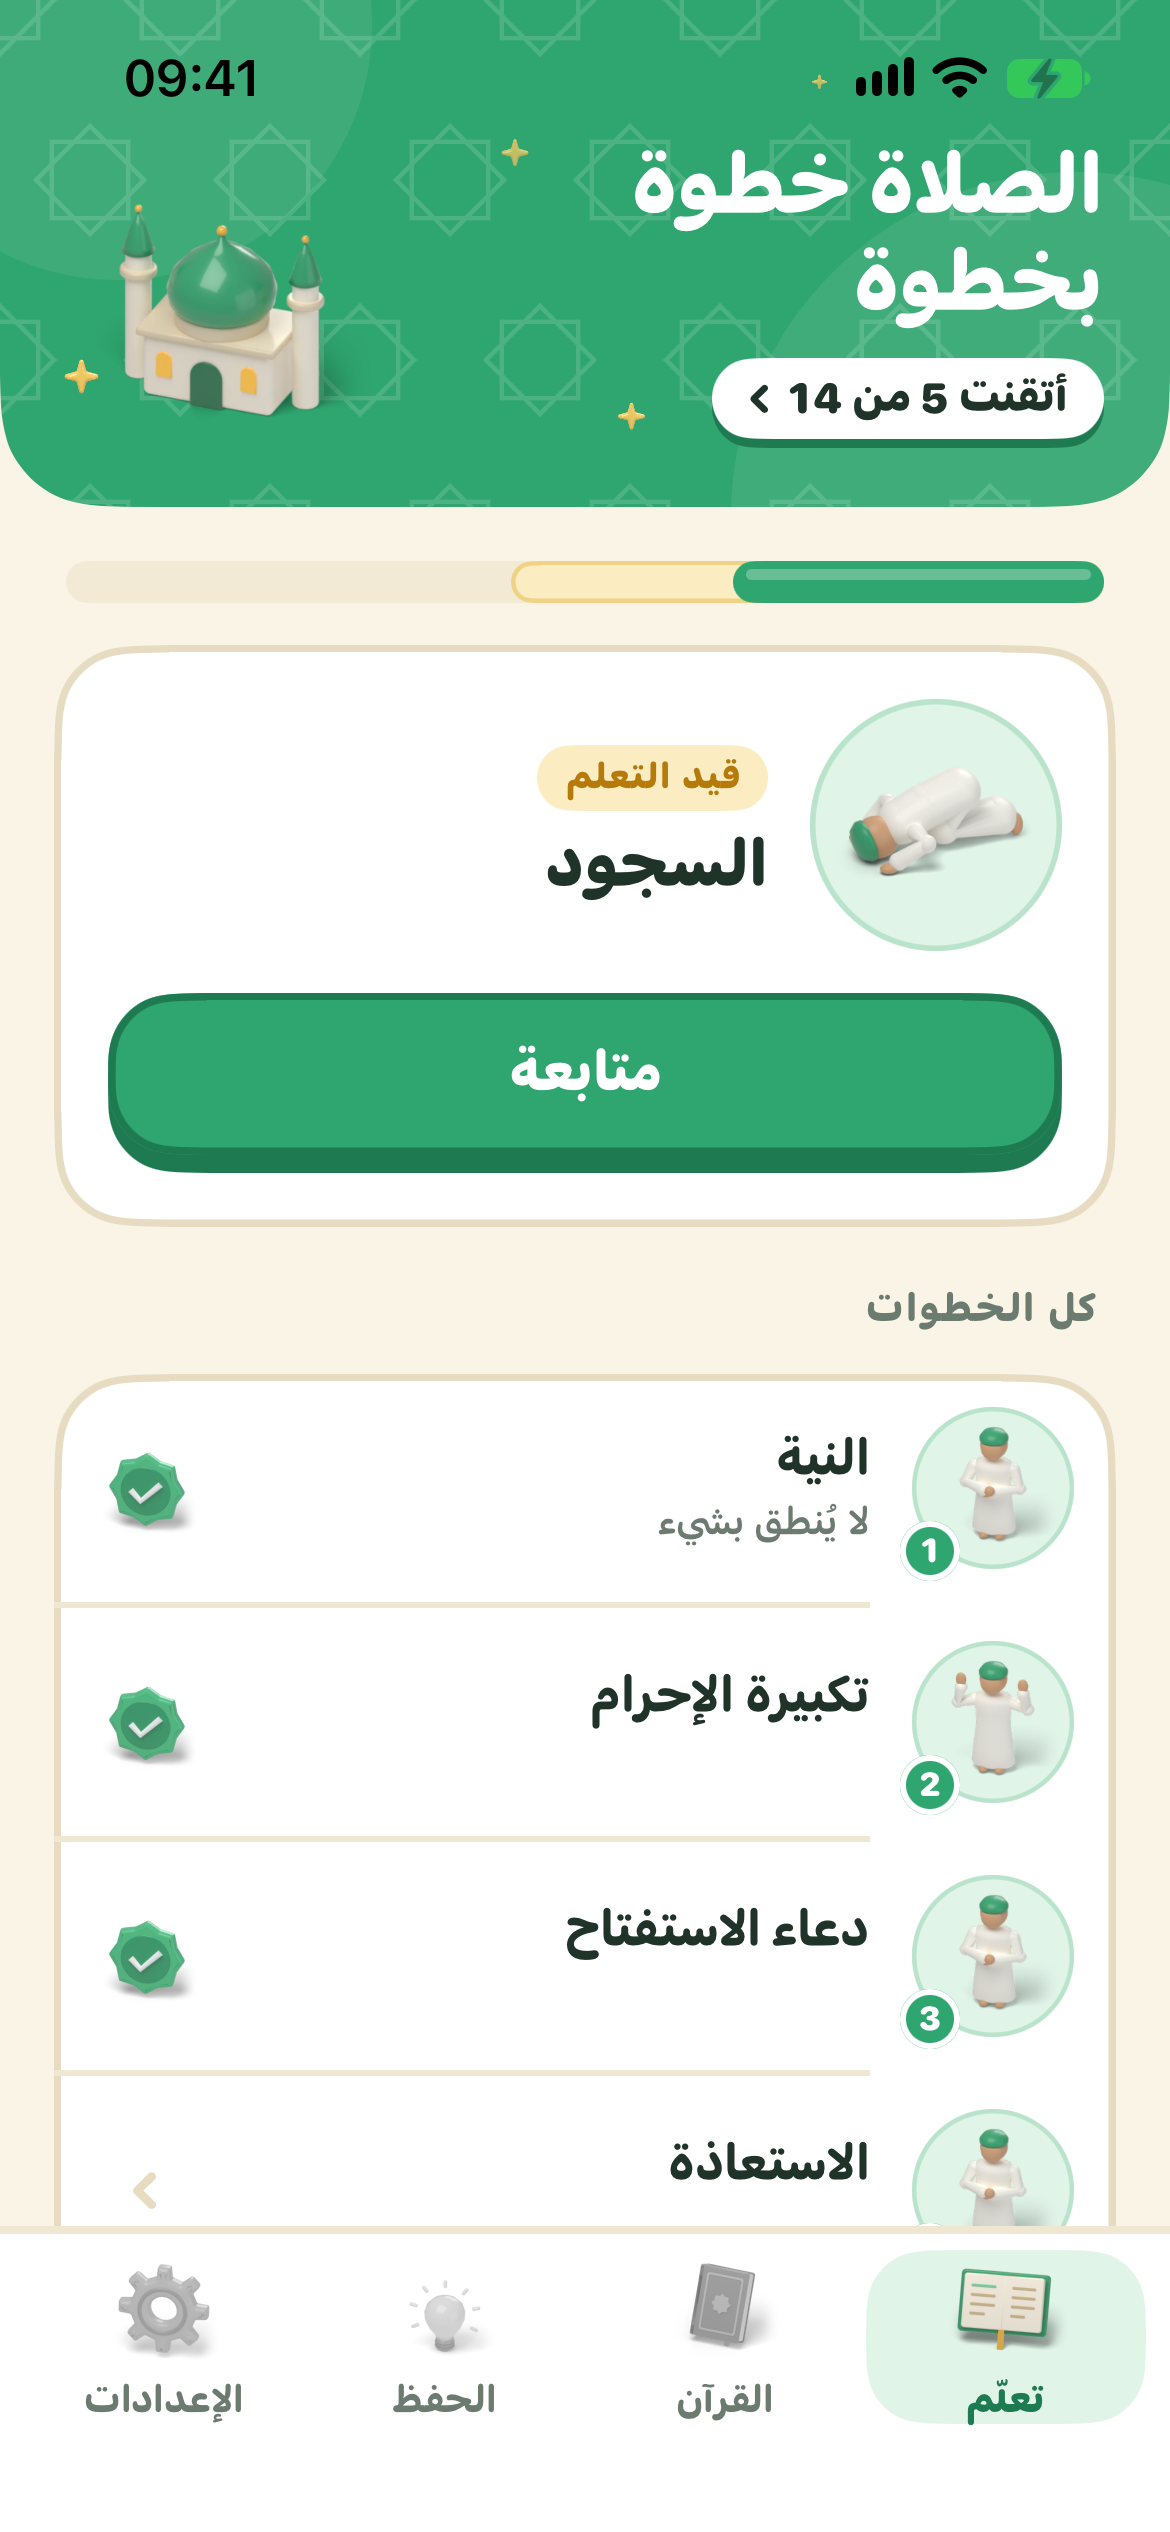 09:41
الصلاة خطوة
بخطوة
أتقنت 5 من 14
قيد التعلم
السجود
متابعة
كل الخطوات
النية
لا يُنطق بشيء
1
تكبيرة الإحرام
2
دعاء الاستفتاح
3
الاستعاذة
تعلّم
القرآن
الحفظ
الإعدادات